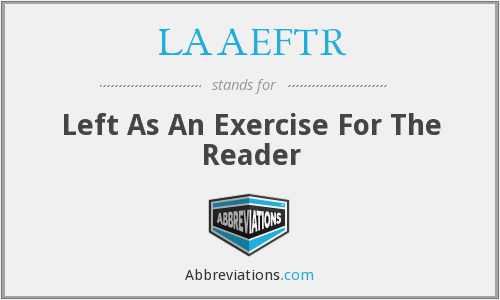 LAAEFTR
stands for
Left As An Exercise For The
Reader
ABBREVIATIONS
Abbreviations.com